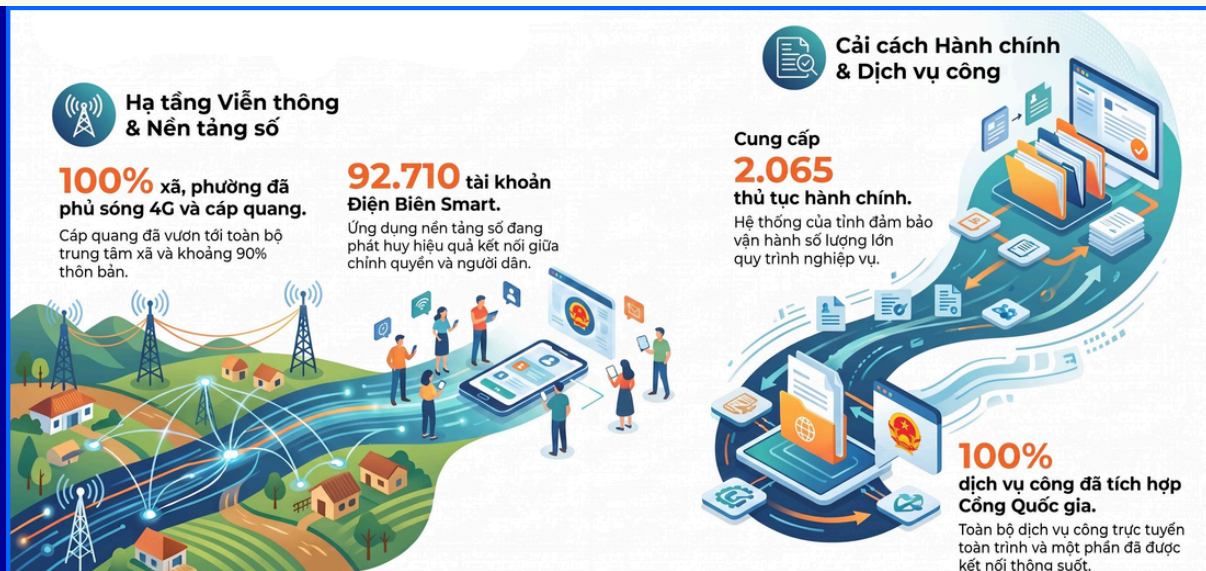 Hạ tầng Viễn thông
& Nền tảng số
100% xã, phường đã
phủ sóng 4G và cáp quang.
Cáp quang đã vươn tới toàn bộ
trung tâm xã và khoảng 90%
thôn bản.
92.710 tài khoản
Điện Biên Smart.
Ứng dụng nền tảng số đang
phát huy hiệu quả kết nối giữa
chính quyền và người dân.
Cải cách Hành chính
& Dịch vụ công
Cung cấp
2.065
thủ tục hành chính.
Hệ thống của tỉnh đảm bảo
vận hành số lượng lớn
quy trình nghiệp vụ.
100%
dịch vụ công đã tích hợp
Cổng Quốc gia.
Toàn bộ dịch vụ công trực tuyến
toàn trình và một phần đã được
kết nối thông suốt.